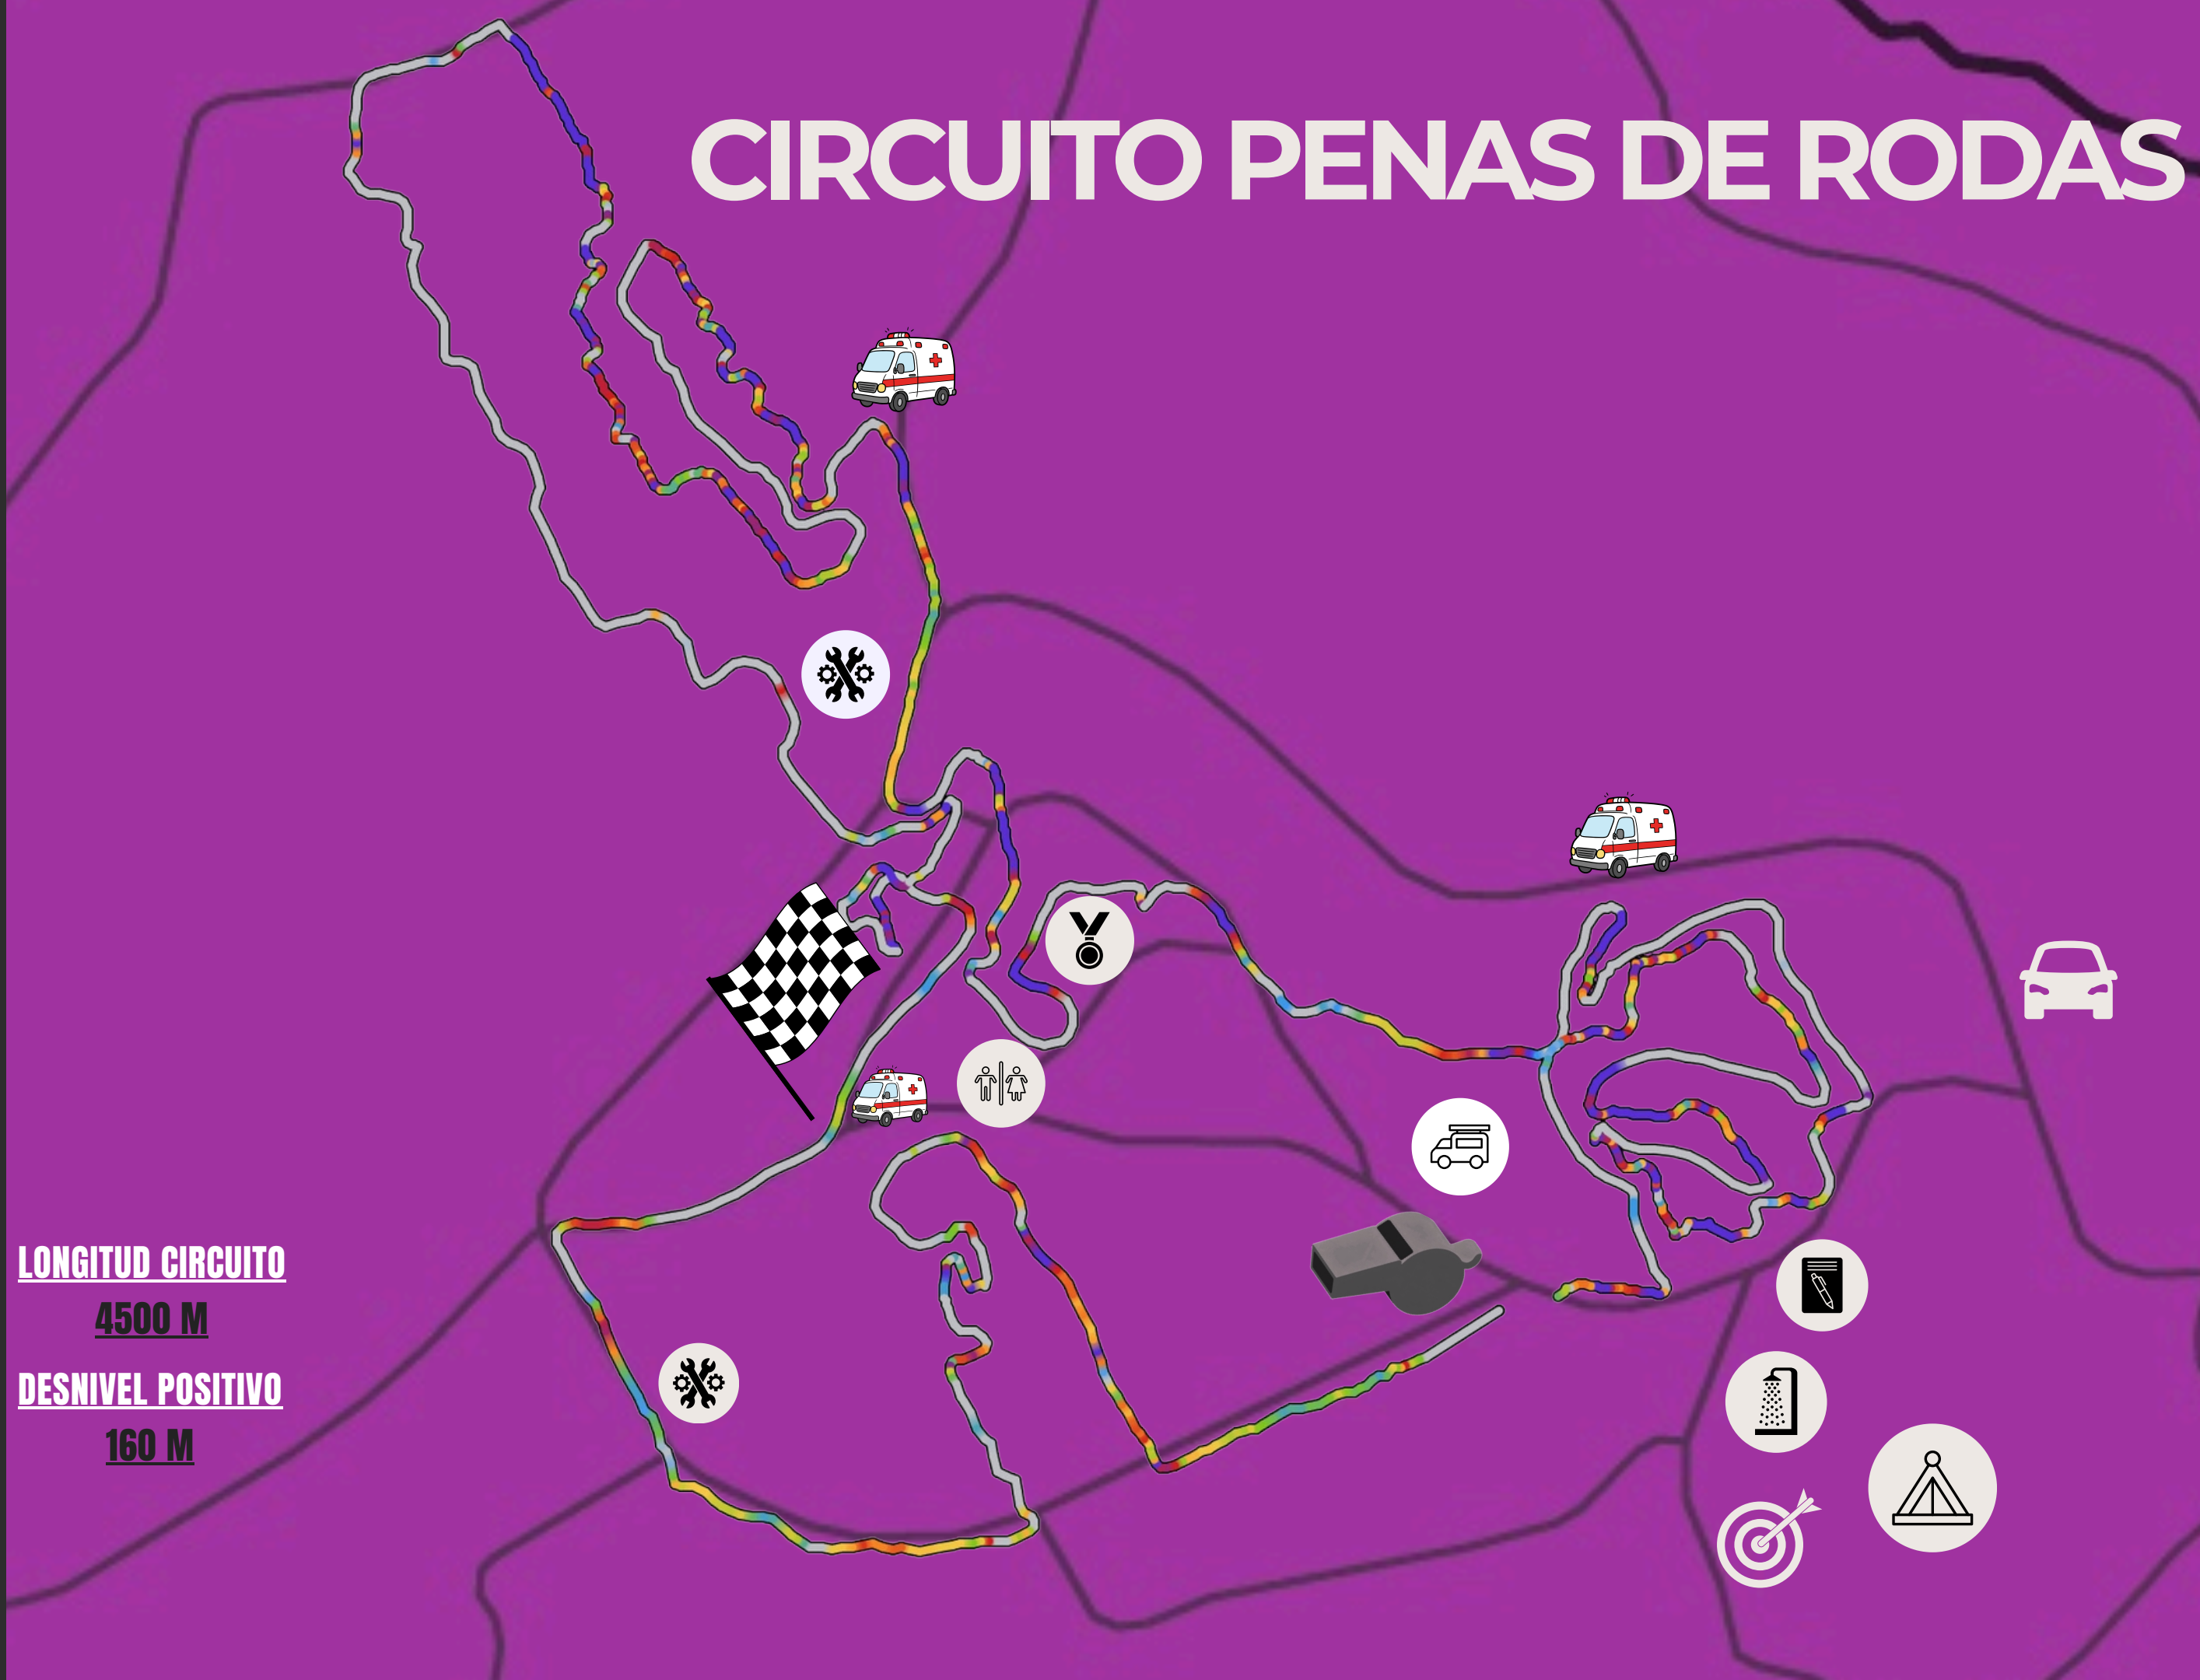 CIRCUITO PENAS DE RODAS
LONGITUD CIRCUITO
4500 M
DESNIVEL POSITIVO
160 M